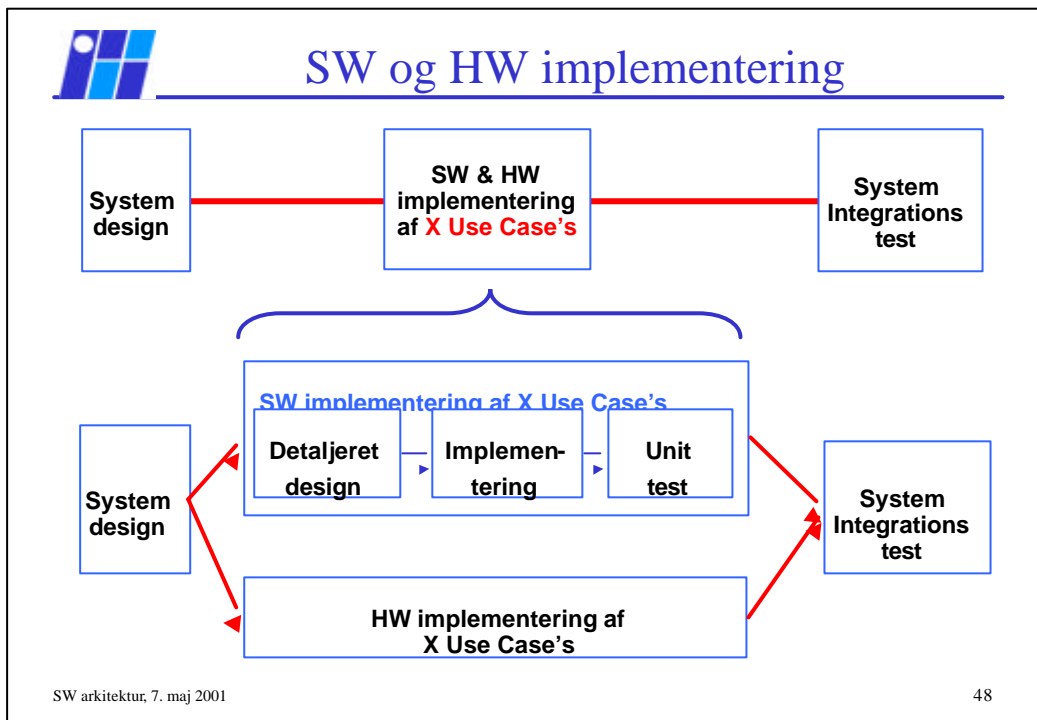 SW og HW implementering
System
design
SW & HW
implementering
af X Use Case's
System
Integrations
test
SW implementering af X Use Case's
Detaljeret
design
Implemen-
tering
Unit
test
System
design
System
Integrations
test
HW implementering af
X Use Case's
SW arkitektur, 7. maj 2001
48